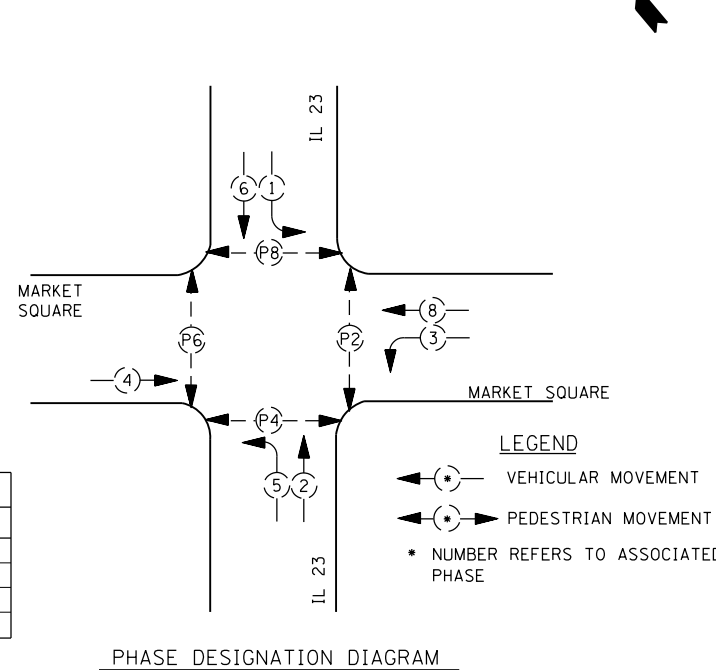 IL 23
6 1
P8
MARKET
SQUARE
8
P6
P2
3
4
MARKET SQUARE
P4
LEGEND
5 2
* VEHICULAR MOVEMENT
* PEDESTRIAN MOVEMENT
* NUMBER REFERS TO ASSOCIATED
PHASE
IL 23
PHASE DESIGNATION DIAGRAM